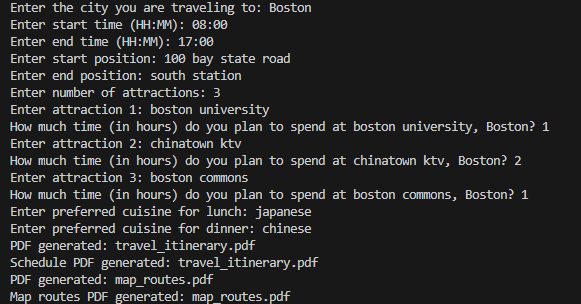 Enter the city you are traveling to: Boston
Enter start time (HH:MM): 08:00
Enter end time (HH:MM): 17:00
Enter start position: 100 bay state road
Enter end position: south station
Enter number of attractions: 3
Enter attraction 1: boston university
How much time (in hours) do you plan to spend at boston university, Boston? 1
Enter attraction 2: chinatown ktv
How much time (in hours) do you plan to spend at chinatown ktv, Boston? 2
Enter attraction 3: boston commons
How much time (in hours) do you plan to spend at boston commons, Boston? 1
Enter preferred cuisine for lunch: japanese
Enter preferred cuisine for dinner: chinese
PDF generated: travel_itinerary.pdf
Schedule PDF generated: travel_itinerary.pdf
PDF generated: map_routes.pdf
Map routes PDF generated: map_routes.pdf